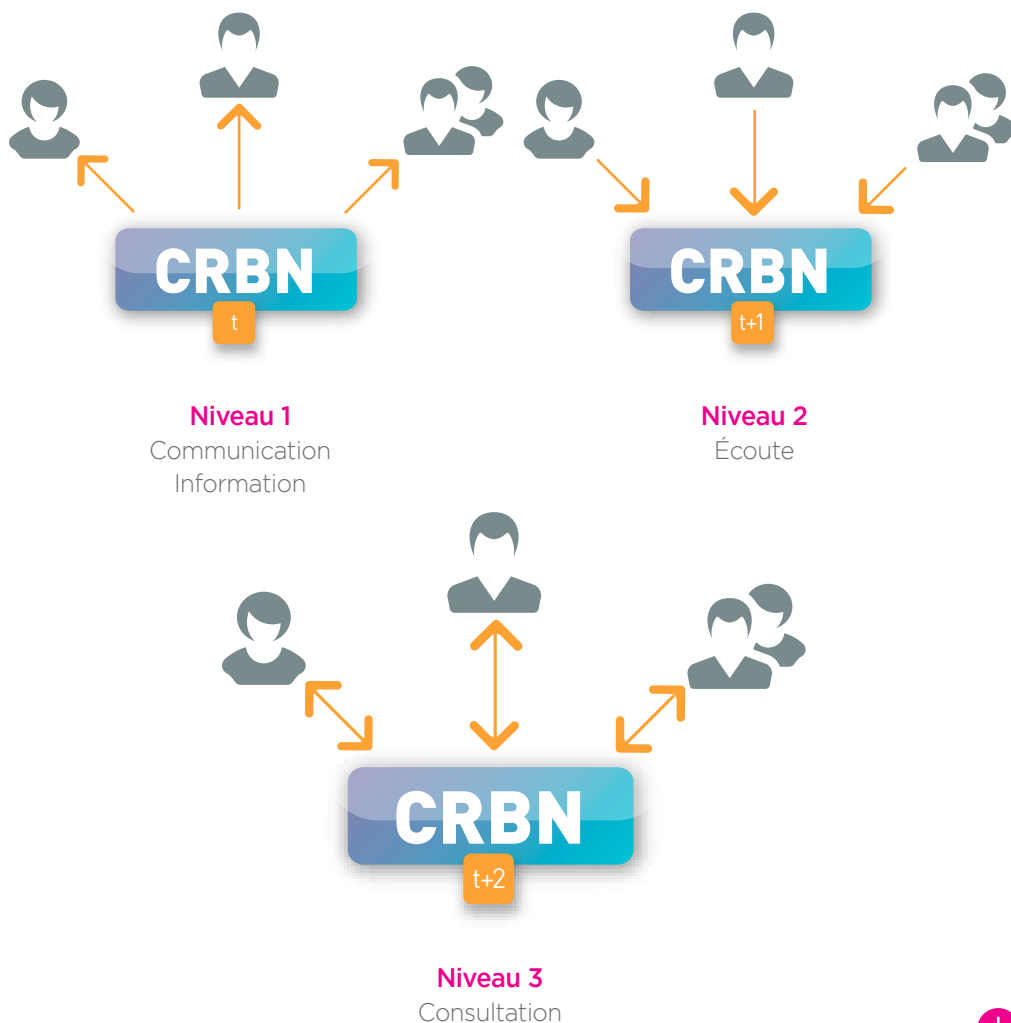 CRBN
t
Niveau 1
Communication
Information
CRBN
t+1
Niveau 2
Écoute
CRBN
t+2
Niveau 3
Consultation